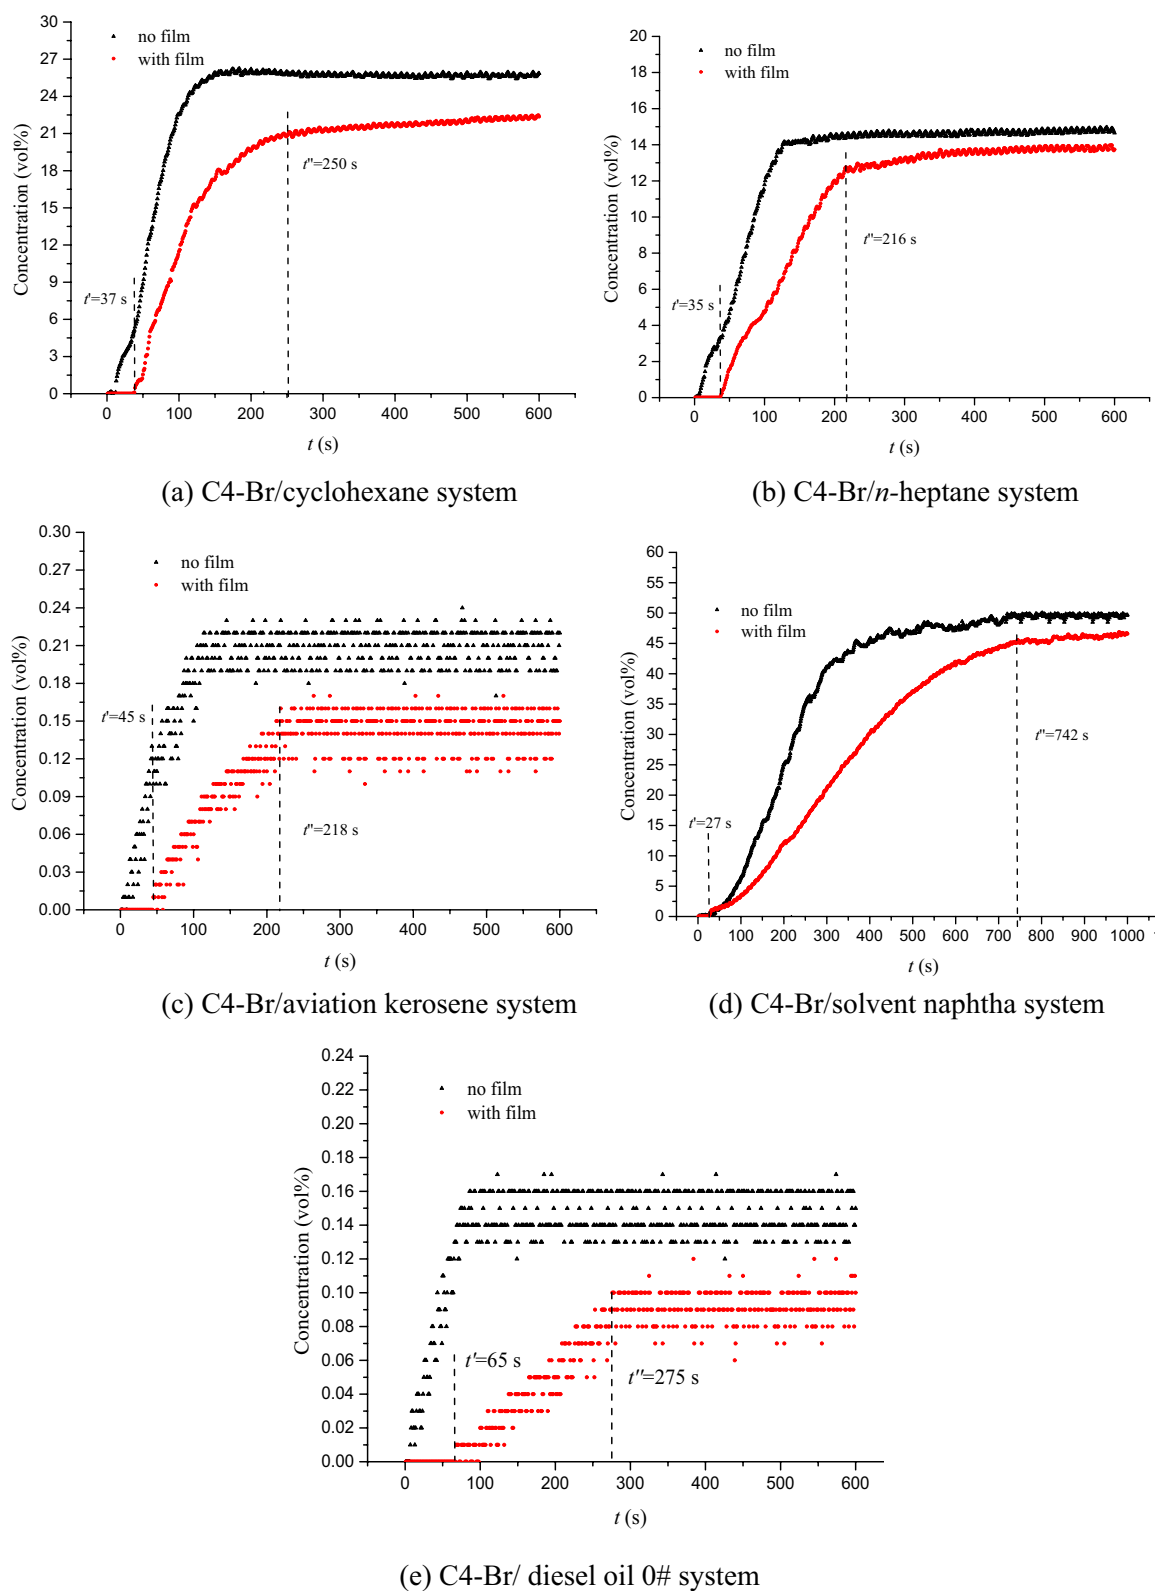 30
27
24
21
18
15
12
9
6
3
0
Concentration (vol%)
no film
with film
t'=37 s
t''=250 s
0 100 200 300 400 500 600
t (s)
(a) C4-Br/cyclohexane system
20
18
16
14
12
10
8
6
4
2
0
Concentration (vol%)
no film
with film
t'=35 s
t''=216 s
0 100 200 300 400 500 600
t (s)
(b) C4-Br/n-heptane system
0.30
0.27
0.24
0.21
0.18
0.15
0.12
0.09
0.06
0.03
0.00
Concentration (vol%)
no film
with film
t'=45 s
t''=218 s
0 100 200 300 400 500 600
t (s)
(c) C4-Br/aviation kerosene system
60
55
50
45
40
35
30
25
20
15
10
5
0
Concentration (vol%)
no film
with film
t'=27 s
t''=742 s
0 100 200 300 400 500 600 700 800 900 1000
t (s)
(d) C4-Br/solvent naphtha system
0.24
0.22
0.20
0.18
0.16
0.14
0.12
0.10
0.08
0.06
0.04
0.02
0.00
Concentration (vol%)
no film
with film
t'=65 s
t''=275 s
0 100 200 300 400 500 600
t (s)
(e) C4-Br/ diesel oil 0# system